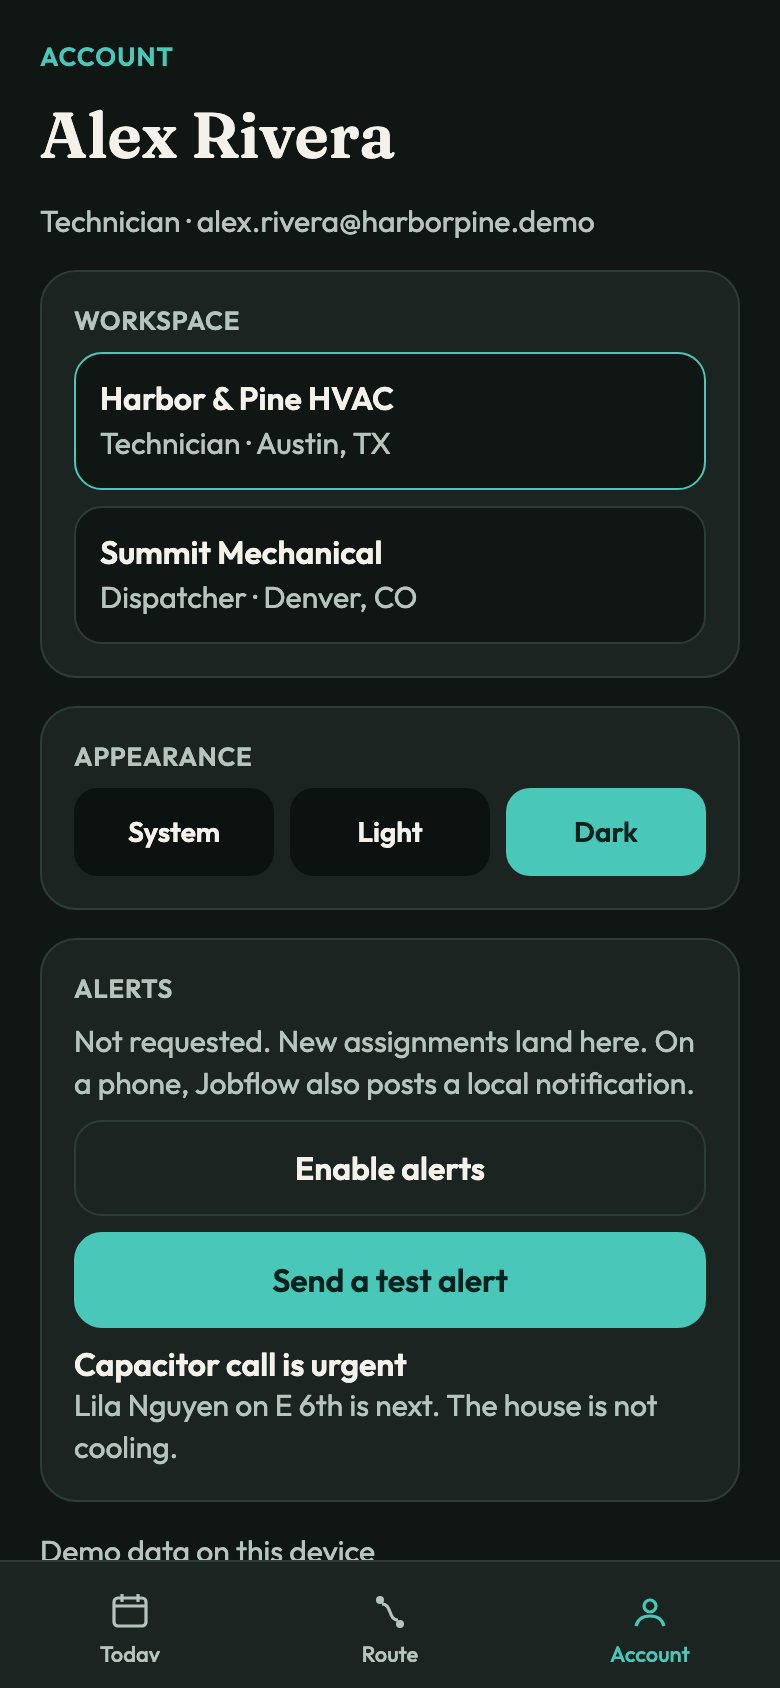 ACCOUNT
Alex Rivera
Technician · alex.rivera@harborpine.demo
WORKSPACE
Harbor & Pine HVAC
Technician · Austin, TX
Summit Mechanical
Dispatcher · Denver, CO
APPEARANCE
System
Light
Dark
ALERTS
Not requested. New assignments land here. On
a phone, Jobflow also posts a local notification.
Enable alerts
Send a test alert
Capacitor call is urgent
Lila Nguyen on E 6th is next. The house is not
cooling.
Demo data on this device
Today
Route
Account